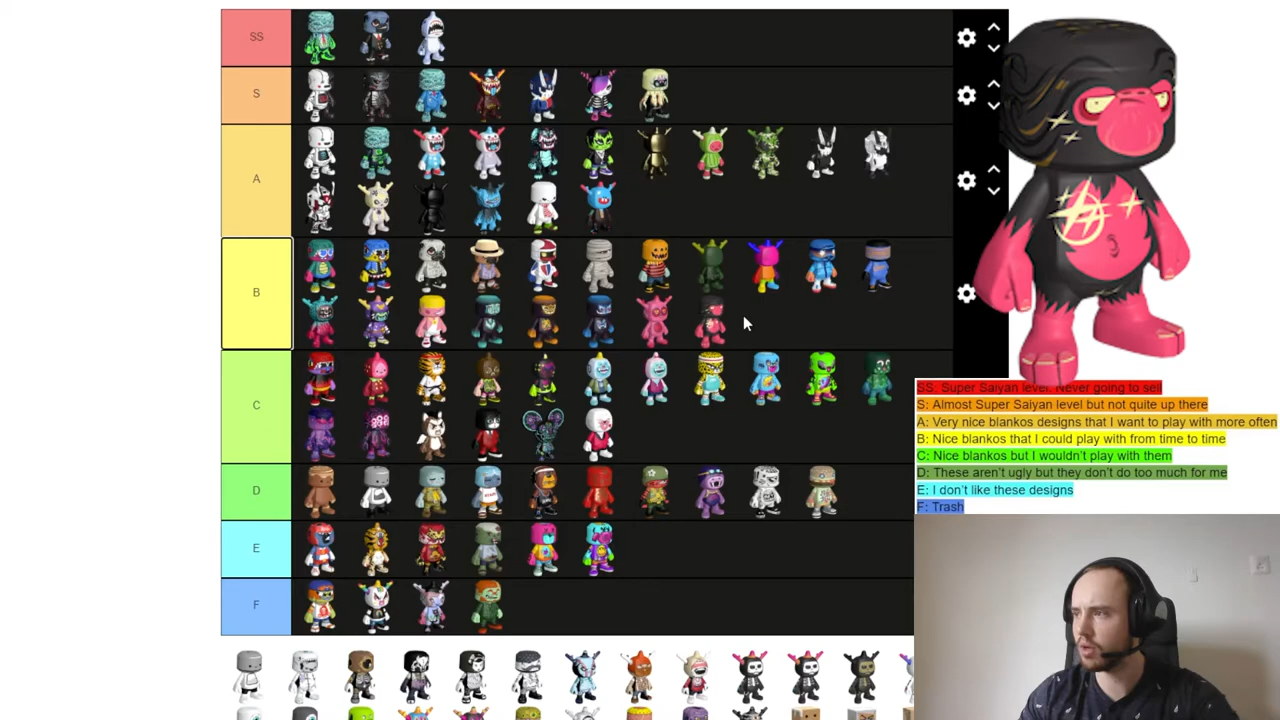 SS
S
A
B
C
D
E
F
SS: Super Saiyan level. Never going to sell
S: Almost Super Saiyan level but not quite up there
A: Very nice blankos designs that I want to play with more often
B: Nice blankos that I could play with from time to time
C: Nice blankos but I wouldn't play with them
D: These aren't ugly but they don't do too much for me
E: I don't like these designs
F: Trash